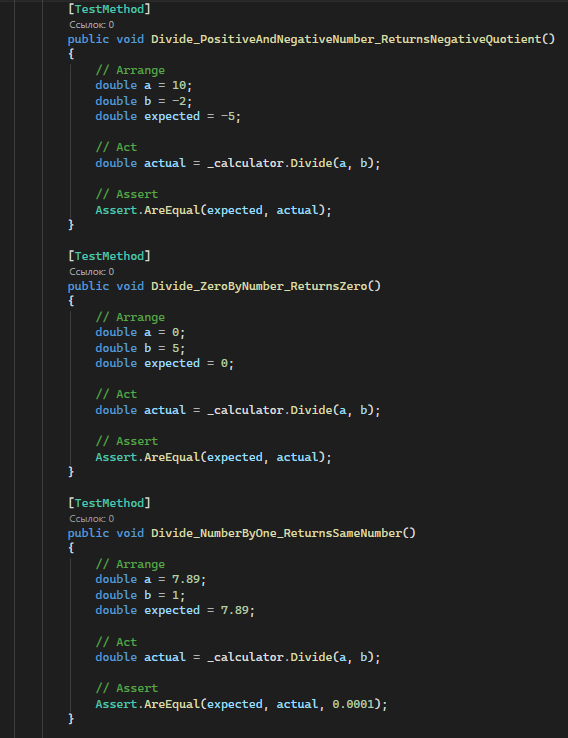 [TestMethod]
Ссылок: 0
public void Divide_PositiveAndNegativeNumber_ReturnsNegativeQuotient()
{
// Arrange
double a = 10;
double b = -2;
double expected = -5;
// Act
double actual = _calculator.Divide(a, b);
// Assert
Assert.AreEqual(expected, actual);
}
[TestMethod]
Ссылок: 0
public void Divide_ZeroByNumber_ReturnsZero()
{
// Arrange
double a = 0;
double b = 5;
double expected = 0;
// Act
double actual = _calculator.Divide(a, b);
// Assert
Assert.AreEqual(expected, actual);
}
[TestMethod]
Ссылок: 0
public void Divide_NumberByOne_ReturnsSameNumber()
{
// Arrange
double a = 7.89;
double b = 1;
double expected = 7.89;
// Act
double actual = _calculator.Divide(a, b);
// Assert
Assert.AreEqual(expected, actual, 0.0001);
}